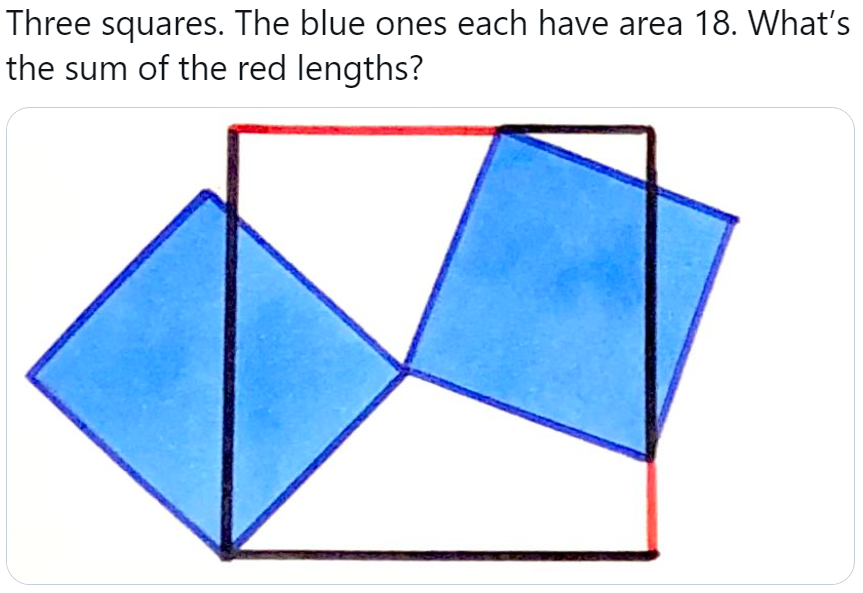 Three squares. The blue ones each have area 18. What’s
the sum of the red lengths?